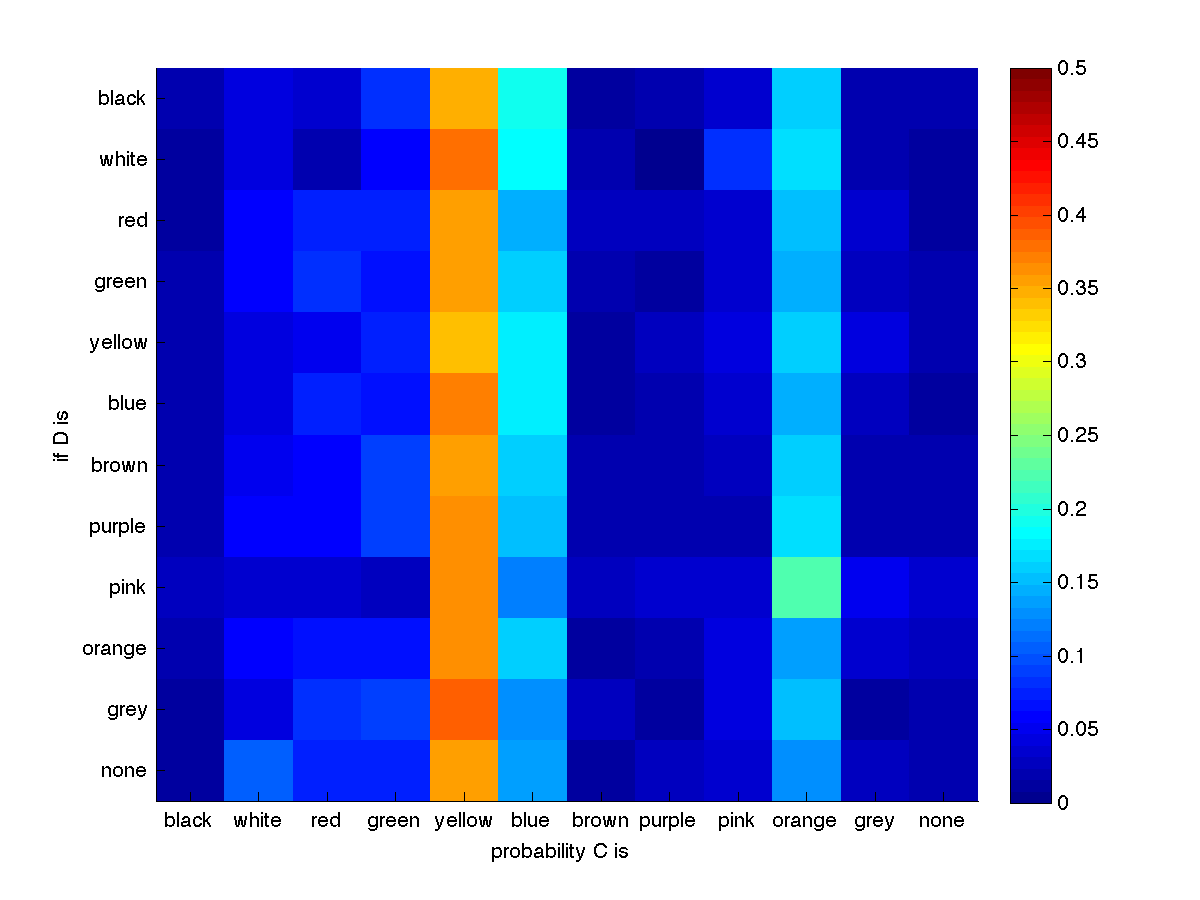 0.5
black
0.45
white
0.4
red
0.35
green
0.3
yellow
0.25
blue
if D is
brown
0.2
purple
0.15
pink
0.1
orange
0.05
grey
none
0
black white red green yellow blue brown purple pink orange grey none
probability C is